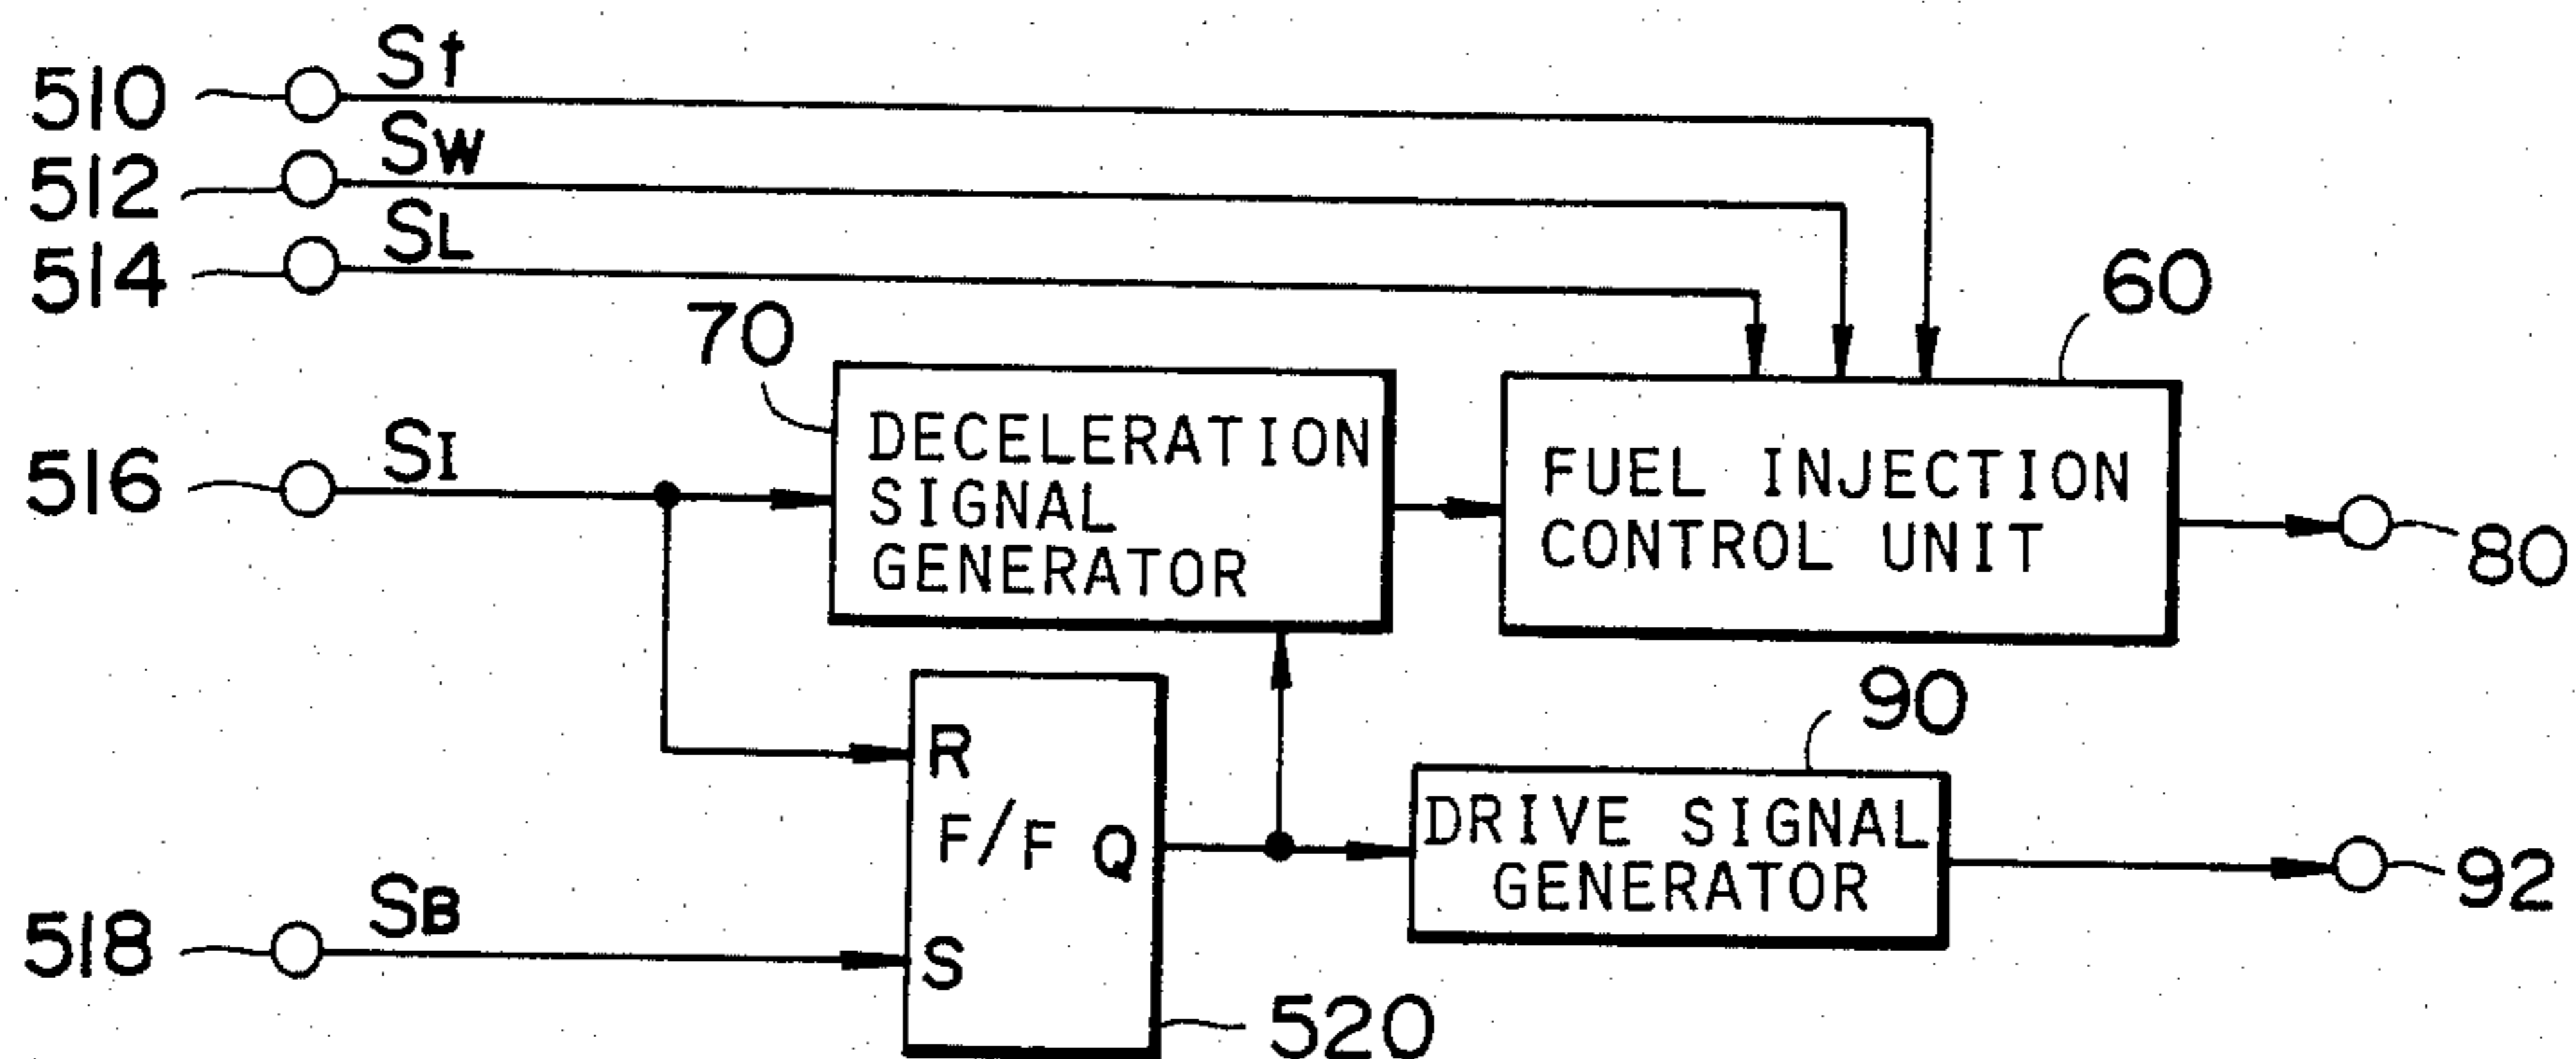 510 St
512 Sw
514 SL
60
70
516 SI
DECELERATION
SIGNAL
GENERATOR
FUEL INJECTION
CONTROL UNIT
80
90
R
F/F Q
S
DRIVE SIGNAL
GENERATOR
92
518 SB
520